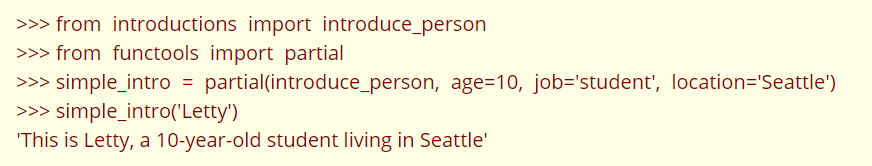 >>> from introductions import introduce_person
>>> from functools import partial
>>> simple_intro = partial(introduce_person, age=10, job='student', location='Seattle')
>>> simple_intro('Letty')
'This is Letty, a 10-year-old student living in Seattle'